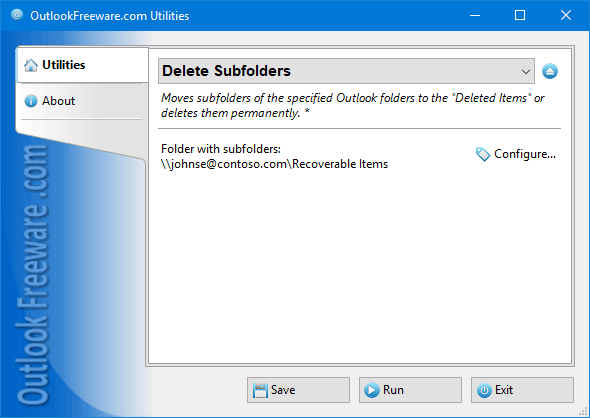 OutlookFreeware.com Utilities
Utilities
About
Delete Subfolders
Moves subfolders of the specified Outlook folders to the "Deleted Items" or
deletes them permanently. *
Folder with subfolders:
\\johnse@contoso.com\Recoverable Items
Configure...
Outlook Freeware .com
Save
Run
Exit